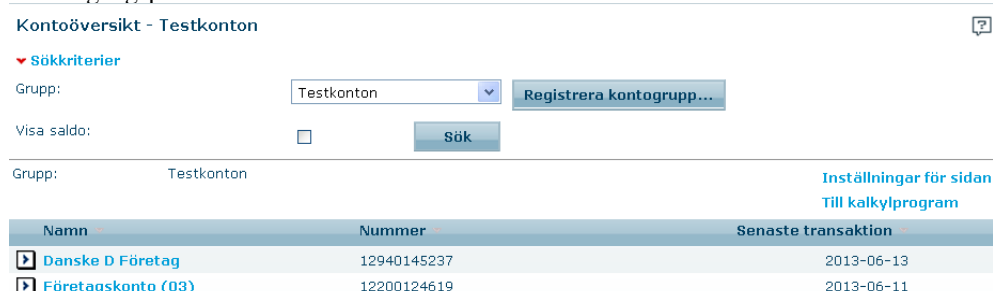 Kontoöversikt - Testkonton
Sökkriterier
Grupp: Testkonton Registrera kontogrupp...
Visa saldo: Sök
Grupp: Testkonton Inställningar för sidan
Till kalkylprogram
Namn Nummer Senaste transaktion
Danske D Företag 12940145237 2013-06-13
Företagskonto (03) 12200124619 2013-06-11